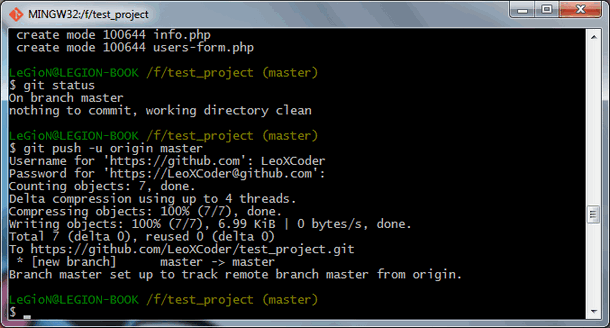 MINGW32:/f/test_project
create mode 100644 info.php
create mode 100644 users-form.php
LeGioN@LEGION-BOOK /f/test_project (master)
$ git status
On branch master
nothing to commit, working directory clean
LeGioN@LEGION-BOOK /f/test_project (master)
$ git push -u origin master
Username for 'https://github.com': LeoXCoder
Password for 'https://LeoXCoder@github.com':
Counting objects: 7, done.
Delta compression using up to 4 threads.
Compressing objects: 100% (7/7), done.
Writing objects: 100% (7/7), 6.99 KiB | 0 bytes/s, done.
Total 7 (delta 0), reused 0 (delta 0)
To https://github.com/LeoXCoder/test_project.git
* [new branch]      master -> master
Branch master set up to track remote branch master from origin.
LeGioN@LEGION-BOOK /f/test_project (master)
$